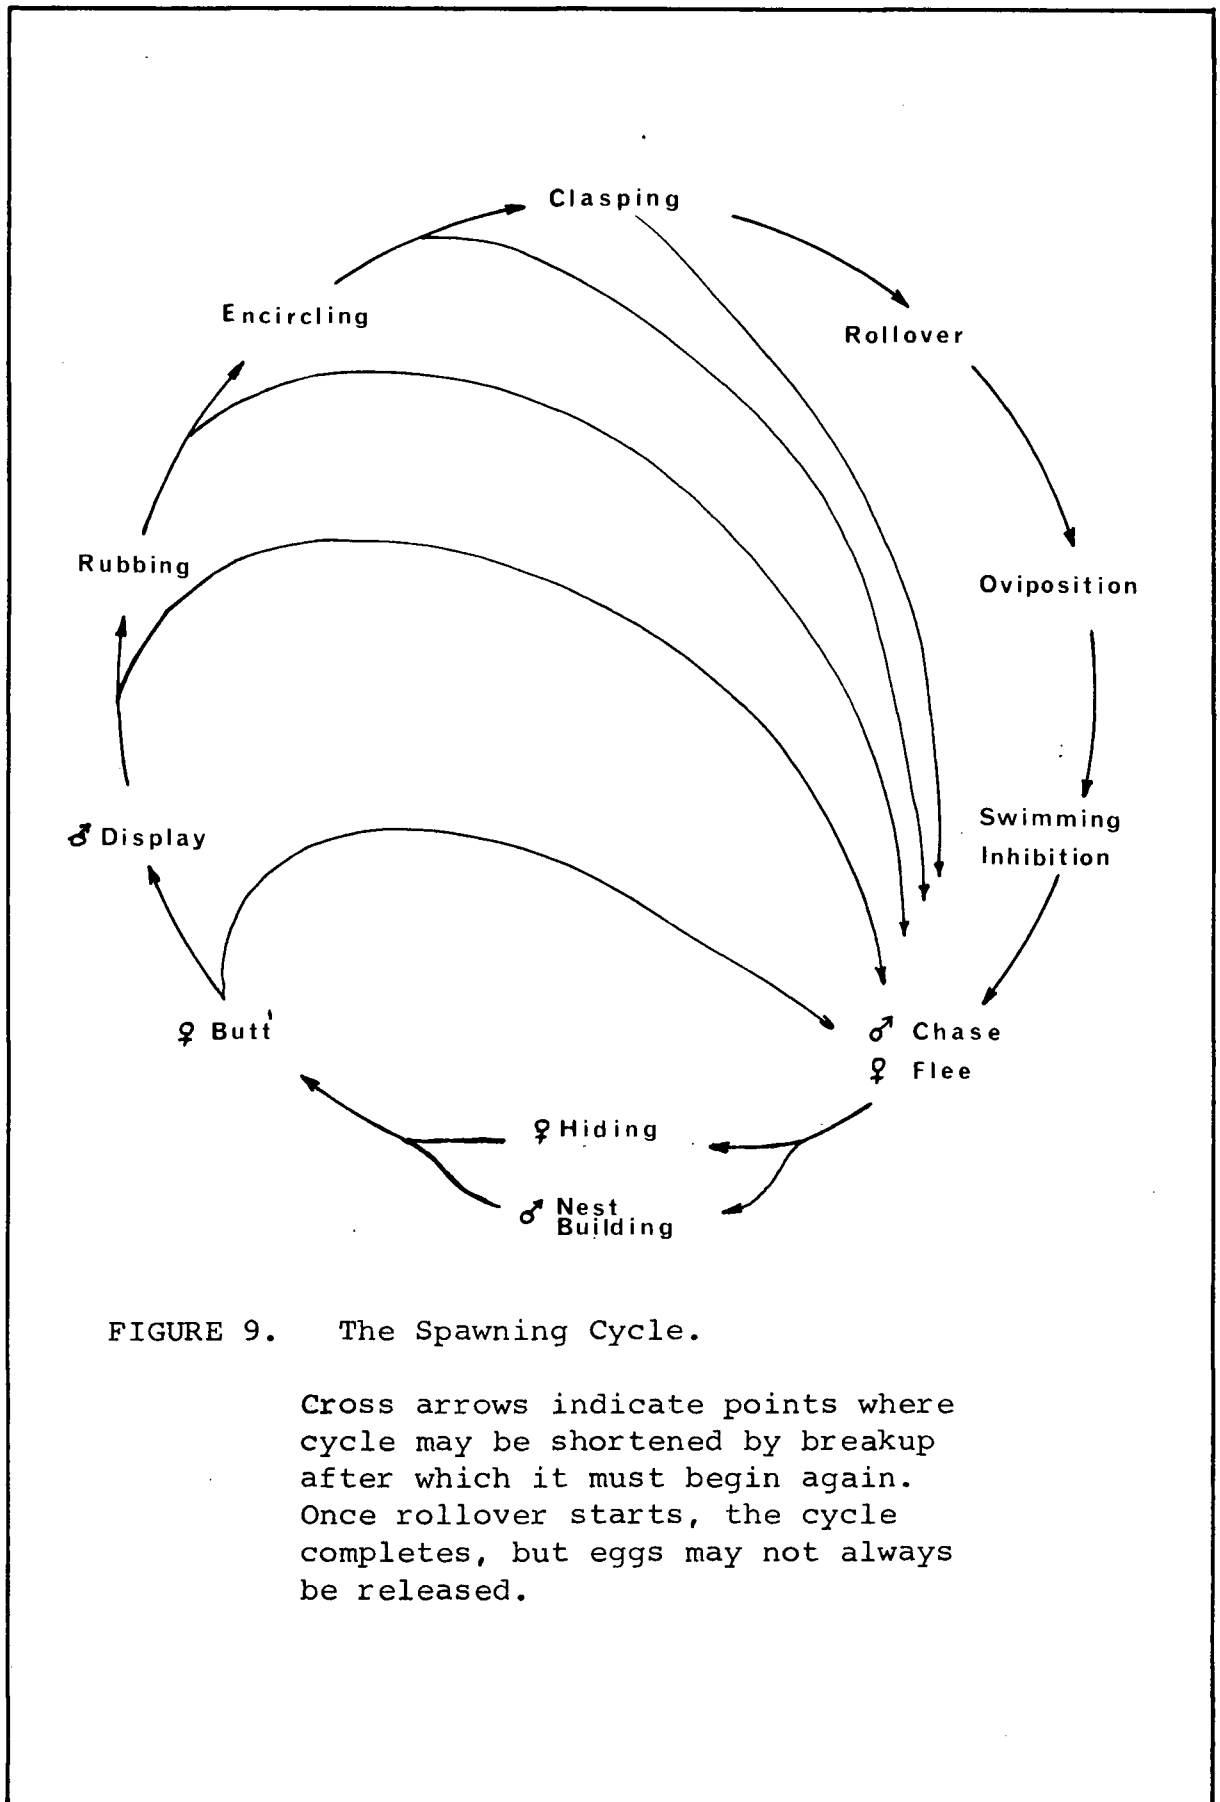 Clasping
Encircling
Rollover
Rubbing
Oviposition
Swimming
Inhibition
♂ Display
♀ Butt
♂ Chase
♀ Flee
♀ Hiding
♂ Nest
Building
FIGURE 9. The Spawning Cycle.
Cross arrows indicate points where
cycle may be shortened by breakup
after which it must begin again.
Once rollover starts, the cycle
completes, but eggs may not always
be released.